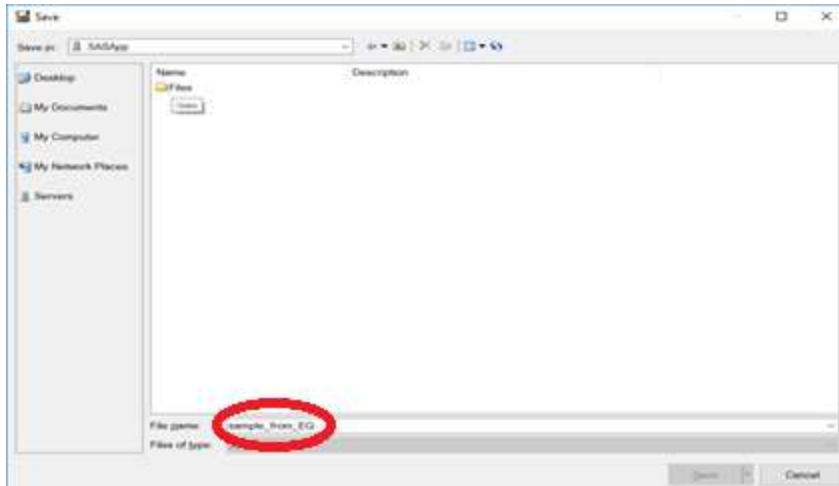 Save
Save in: SASApp
Name Description
Desktop
Files
My Documents
My Computer
My Network Places
Servers
File name: sample_from_EG
Files of type:
Save Cancel